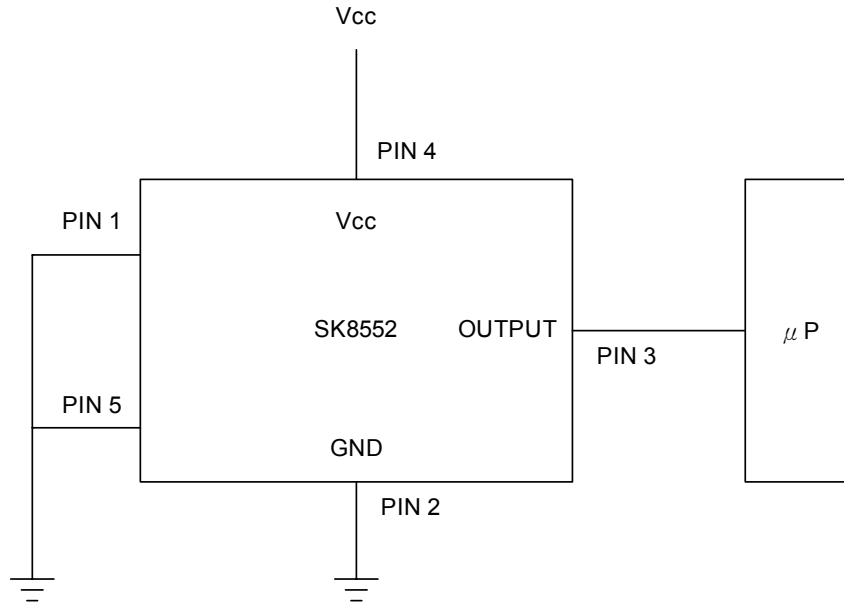 Vcc
PIN 4
PIN 1
Vcc
SK8552
OUTPUT
μP
PIN 3
PIN 5
GND
PIN 2